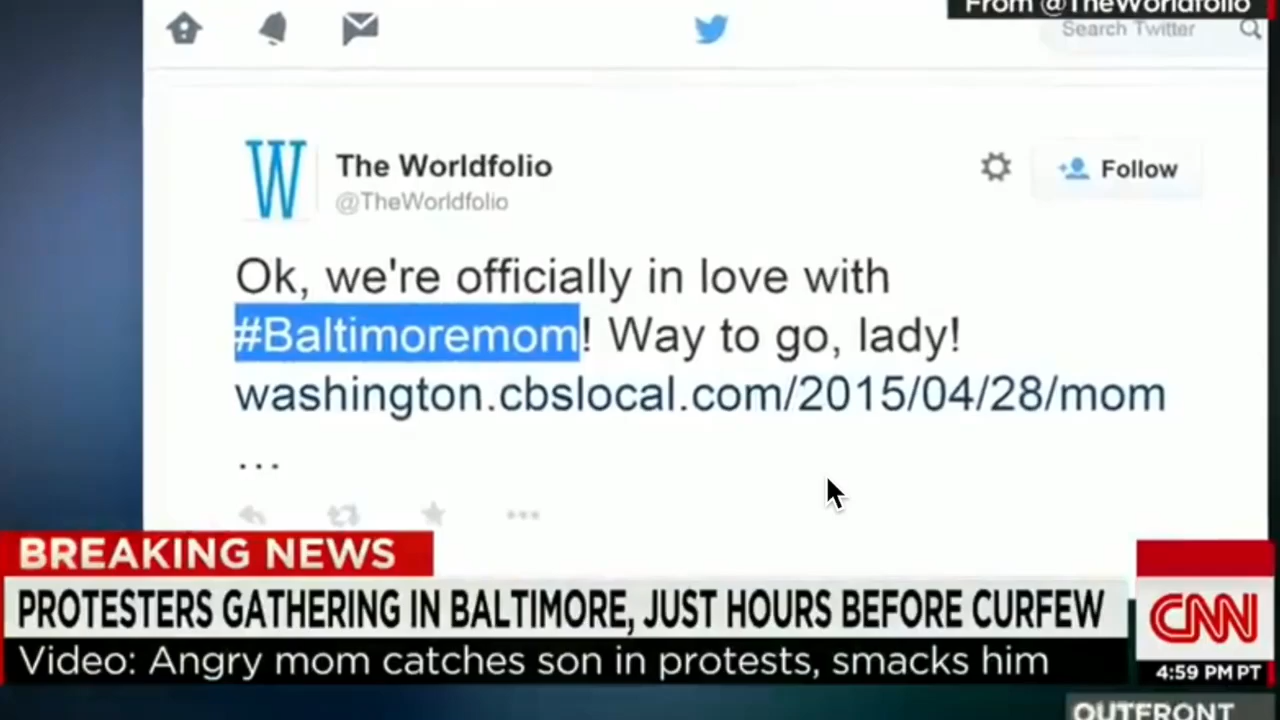 From @TheWorldfolio
Search Twitter
The Worldfolio
@TheWorldfolio
Follow
Ok, we're officially in love with
#Baltimoremom! Way to go, lady!
washington.cbslocal.com/2015/04/28/mom
...
BREAKING NEWS
PROTESTERS GATHERING IN BALTIMORE, JUST HOURS BEFORE CURFEW
Video: Angry mom catches son in protests, smacks him
CNN
4:59 PM PT
OUTFRONT